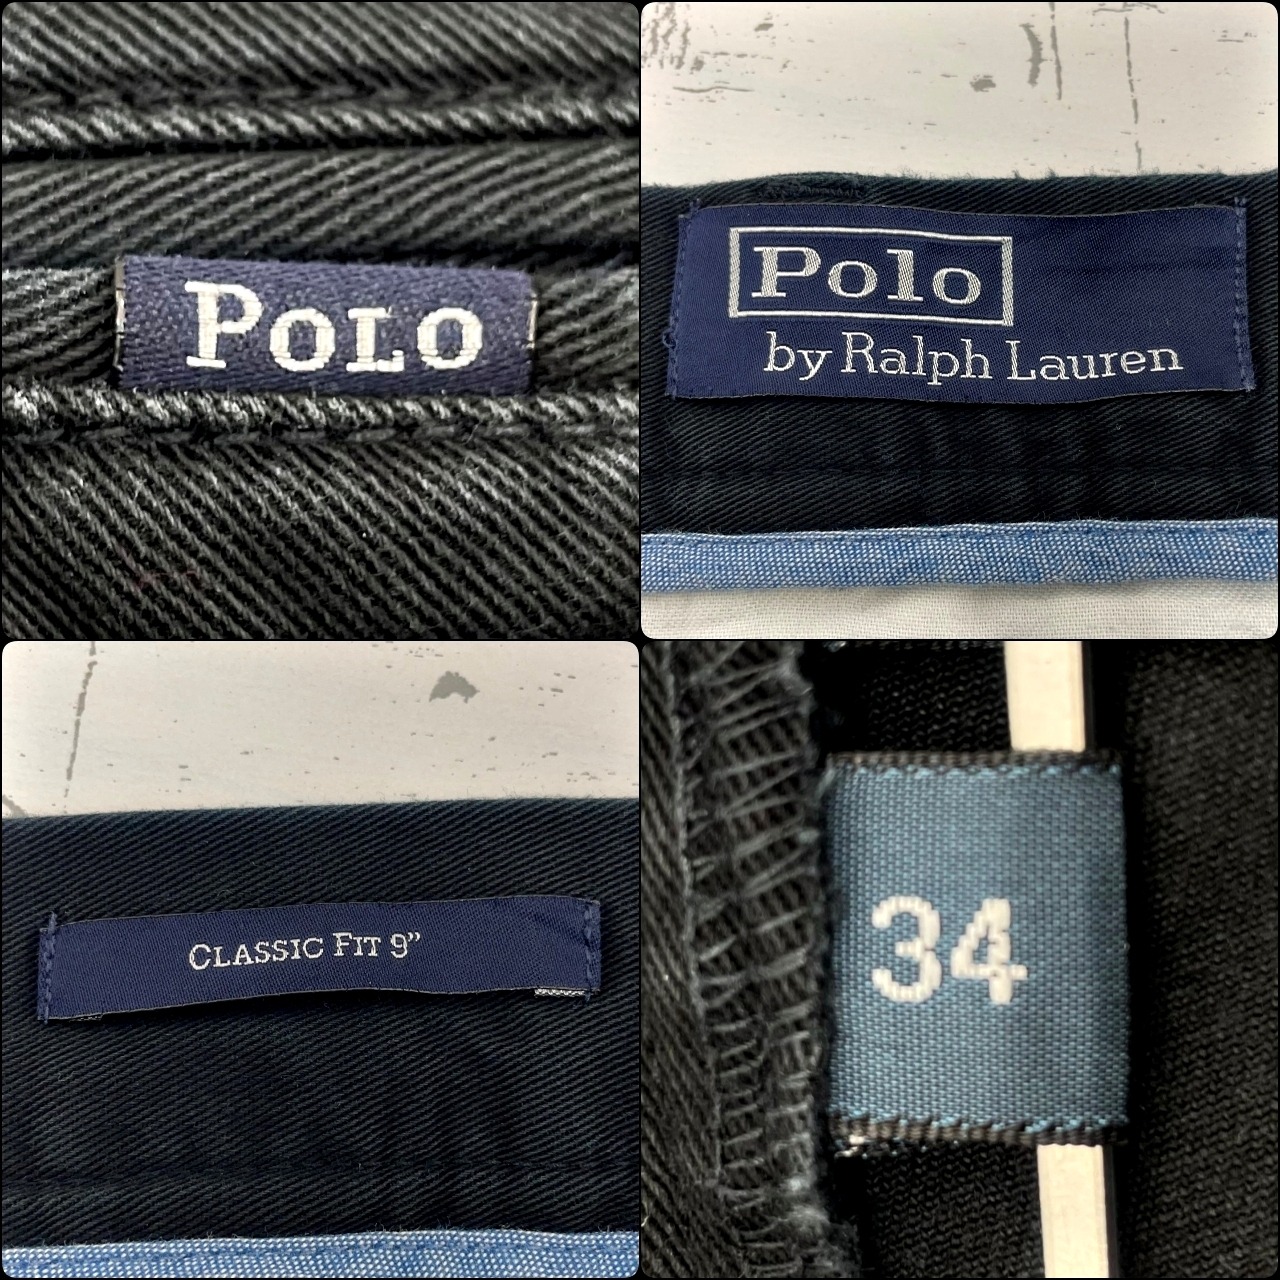 POLO
Polo
by Ralph Lauren
CLASSIC FIT 9”
34